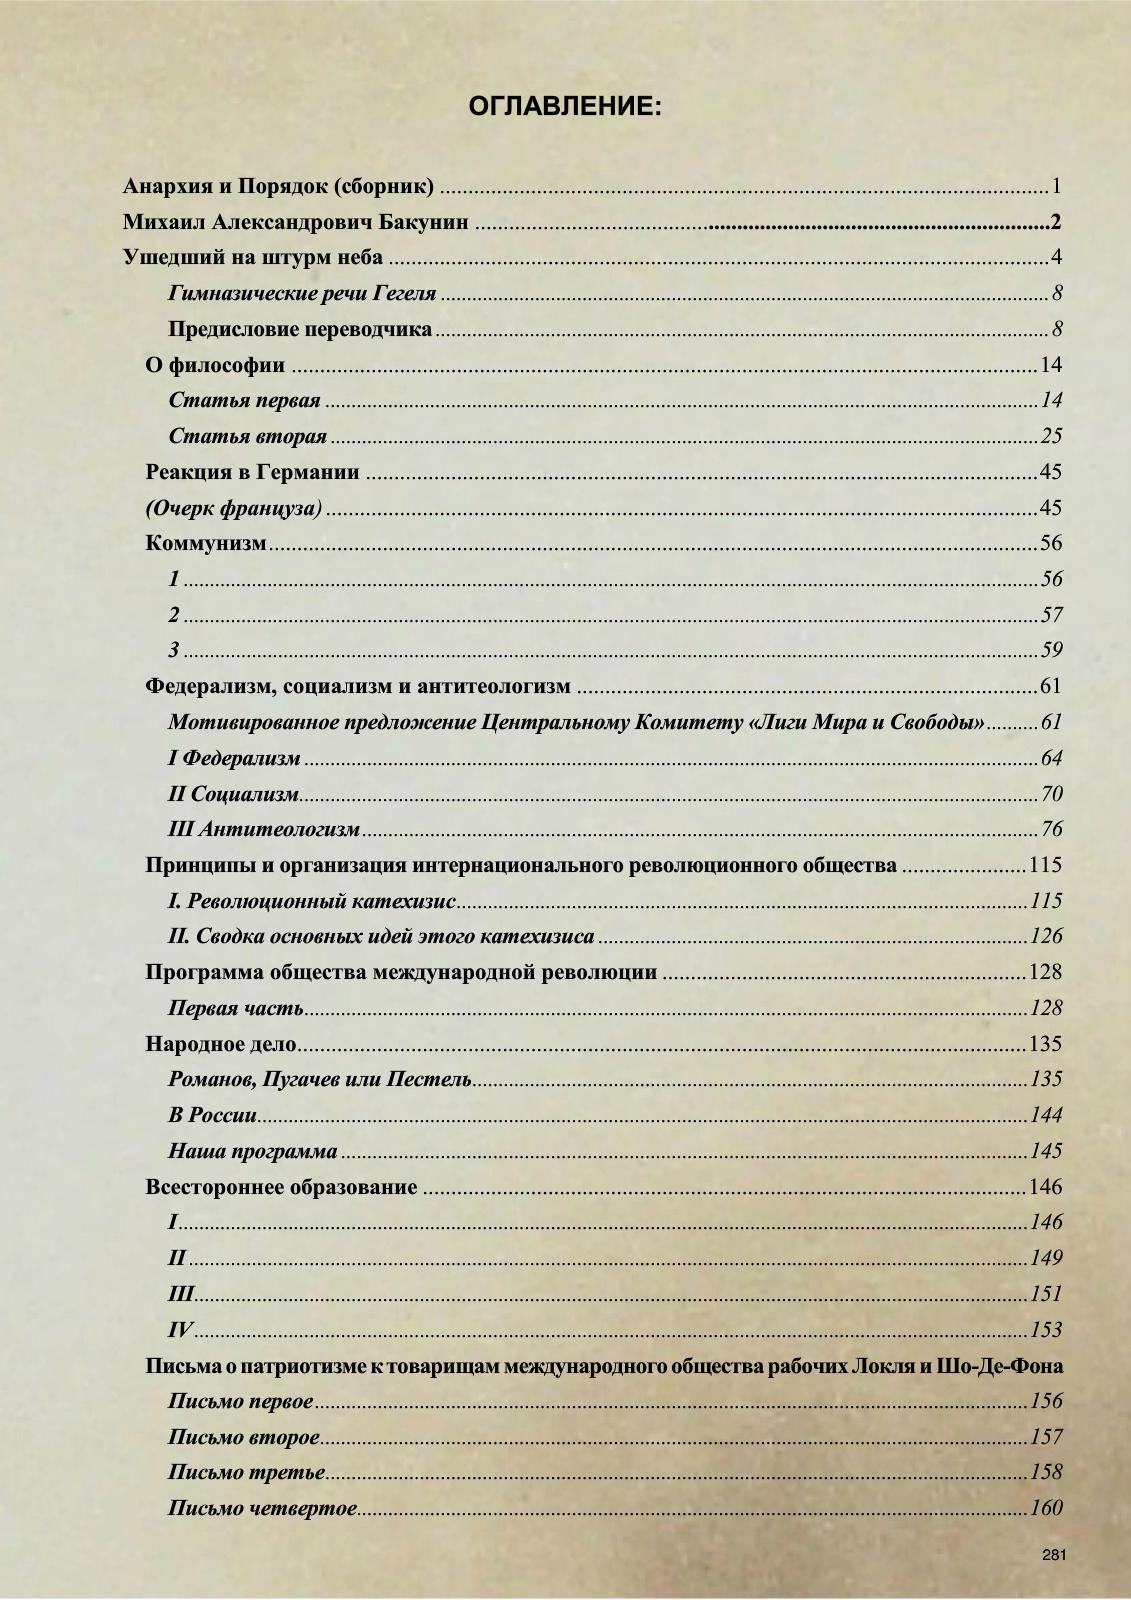 ОГЛАВЛЕНИЕ:
Анархия и Порядок (сборник) ........ 1
Михаил Александрович Бакунин ........ 2
Ушедший на штурм неба ........ 4
Гимназические речи Гегеля ........ 8
Предисловие переводчика ........ 8
О философии ........ 14
Статья первая ........ 14
Статья вторая ........ 25
Реакция в Германии ........ 45
(Очерк француза) ........ 45
Коммунизм ........ 56
1 ........ 56
2 ........ 57
3 ........ 59
Федерализм, социализм и антитеологизм ........ 61
Мотивированное предложение Центральному Комитету «Лиги Мира и Свободы» ........ 61
I Федерализм ........ 64
II Социализм ........ 70
III Антитеологизм ........ 76
Принципы и организация интернационального революционного общества ........ 115
I. Революционный катехизис ........ 115
II. Сводка основных идей этого катехизиса ........ 126
Программа общества международной революции ........ 128
Первая часть ........ 128
Народное дело ........ 135
Романов, Пугачев или Пестель ........ 135
В России ........ 144
Наша программа ........ 145
Всестороннее образование ........ 146
I ........ 146
II ........ 149
III ........ 151
IV ........ 153
Письма о патриотизме к товарищам международного общества рабочих Локля и Шо-Де-Фона
Письмо первое ........ 156
Письмо второе ........ 157
Письмо третье ........ 158
Письмо четвертое ........ 160
281